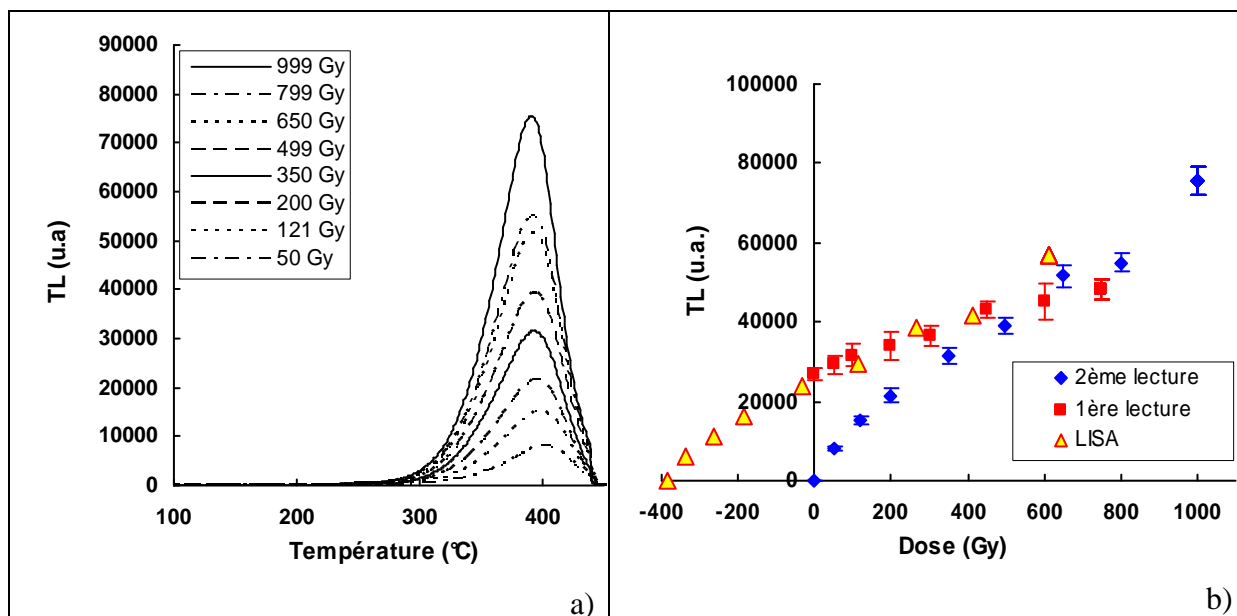 90000
80000
70000
60000
50000
40000
30000
20000
10000
0
TL (u.a)
999 Gy
799 Gy
650 Gy
499 Gy
350 Gy
200 Gy
121 Gy
50 Gy
100 200 300 400
Température (°C)
a)
100000
80000
60000
40000
20000
0
TL (u.a.)
2ème lecture
1ère lecture
LISA
-400 -200 0 200 400 600 800 1000
Dose (Gy)
b)